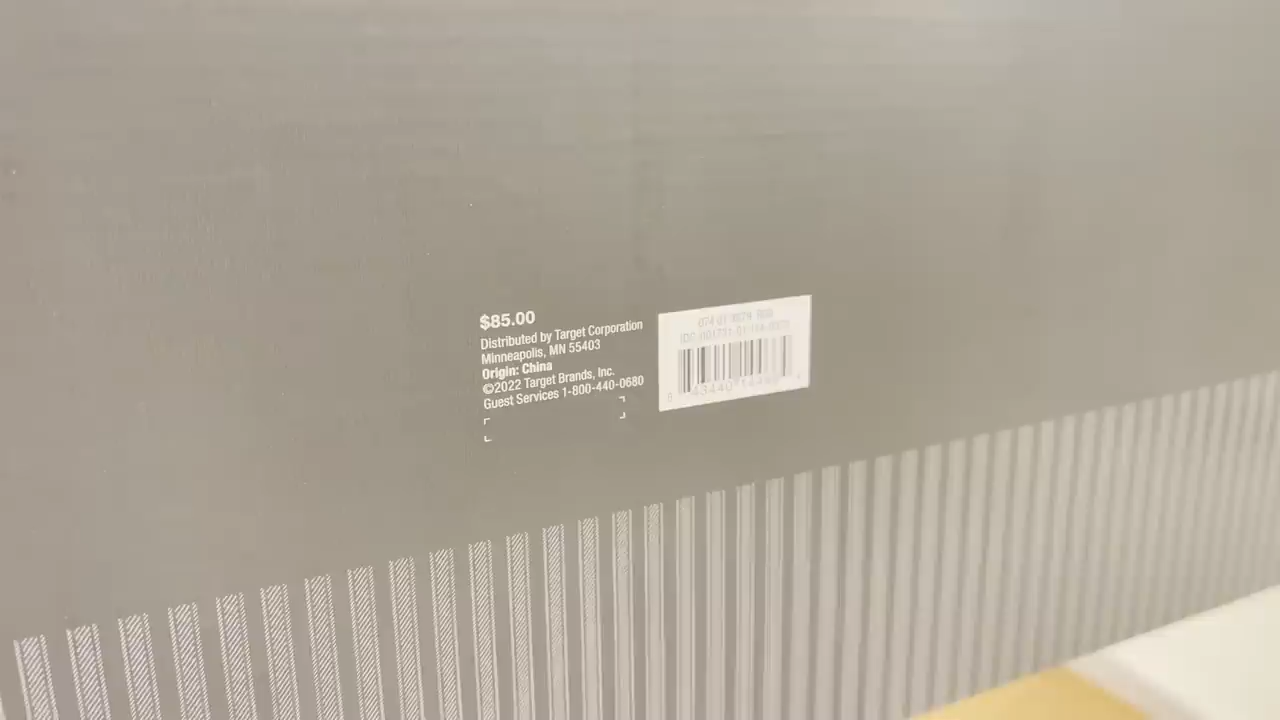 $85.00
Distributed by Target Corporation
Minneapolis, MN 55403
Origin: China
©2022 Target Brands, Inc.
Guest Services 1-800-440-0680